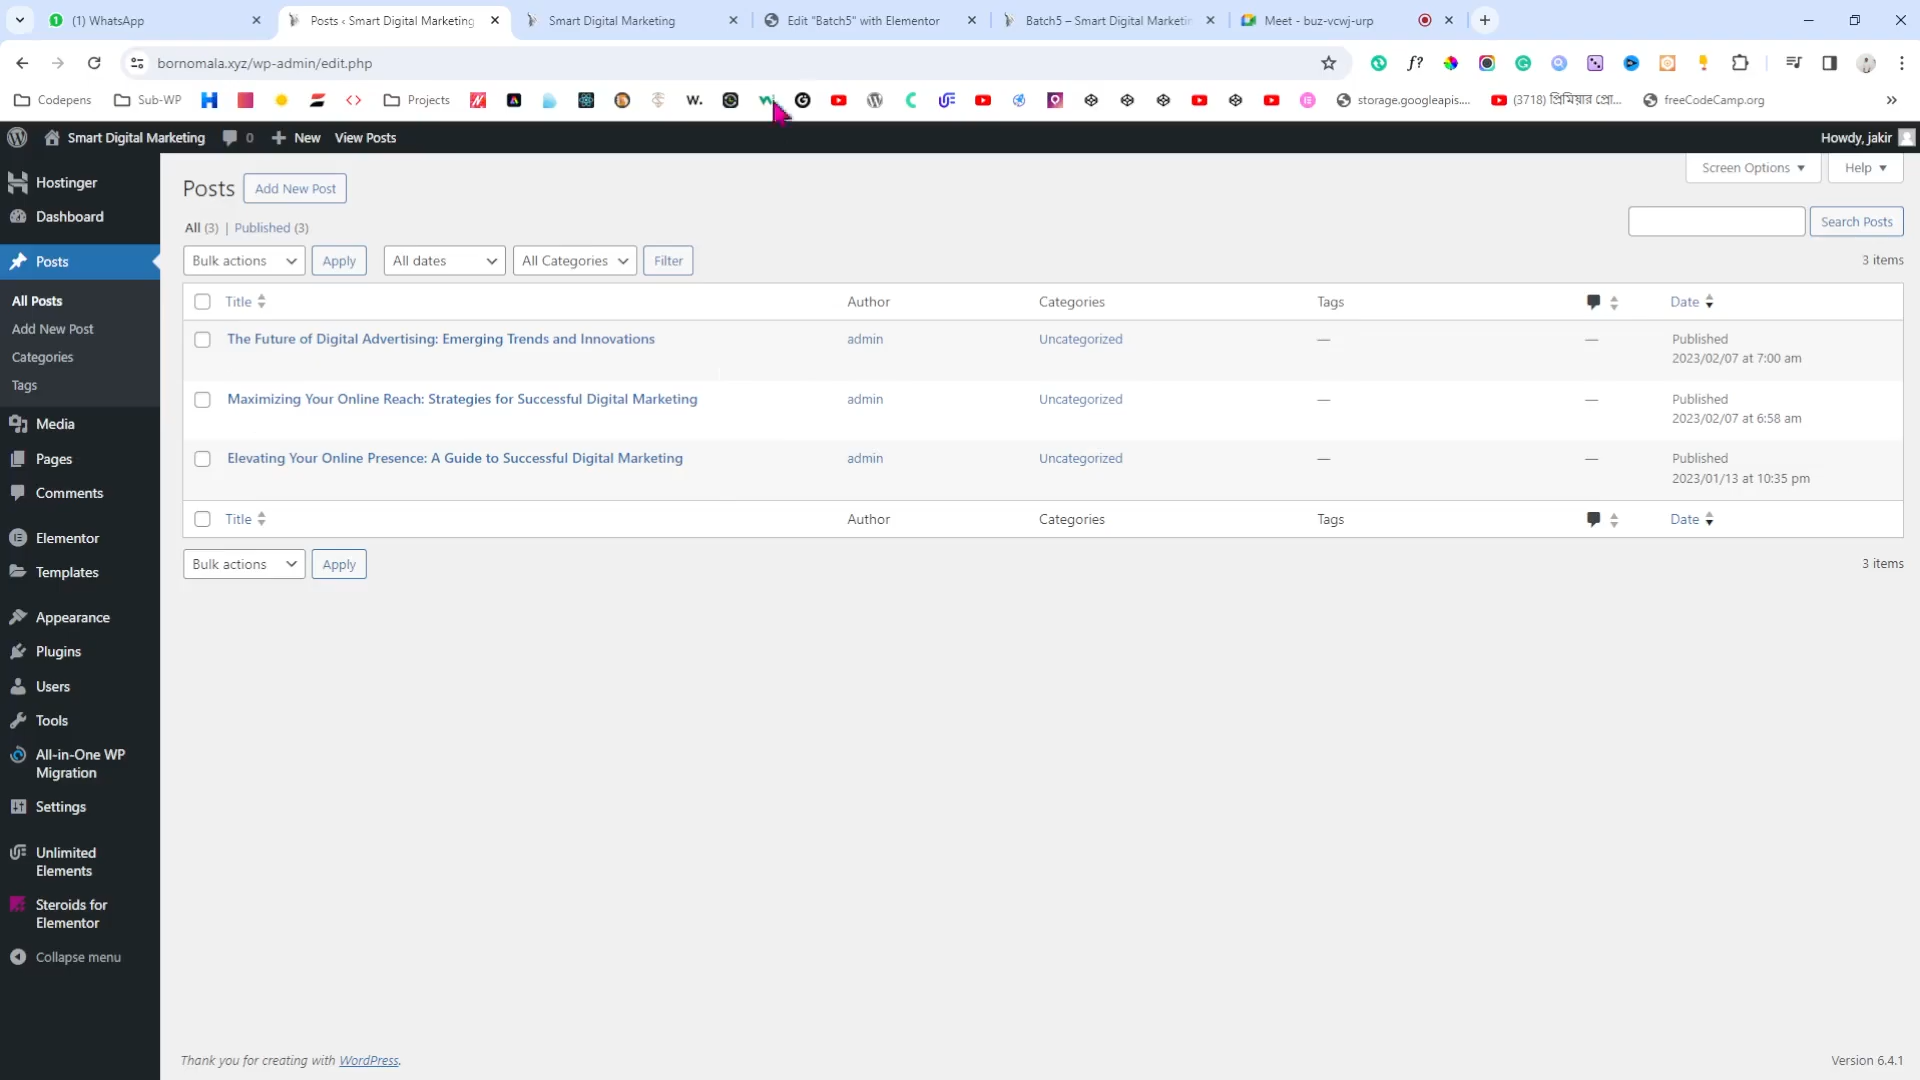 (1) WhatsApp
Posts ‹ Smart Digital Marketing
Smart Digital Marketing
Edit "Batch5" with Elementor
Batch5 – Smart Digital Marketin
Meet - buz-vcwj-urp
bornomala.xyz/wp-admin/edit.php
Codepens
Sub-WP
Projects
storage.googleapis....
(3718) প্রিমিয়ার প্রো...
freeCodeCamp.org
Smart Digital Marketing
0
New
View Posts
Howdy, jakir
Hostinger
Dashboard
Posts
All Posts
Add New Post
Categories
Tags
Media
Pages
Comments
Elementor
Templates
Appearance
Plugins
Users
Tools
All-in-One WP
Migration
Settings
Unlimited
Elements
Steroids for
Elementor
Collapse menu
Screen Options
Help
Posts
Add New Post
All (3) | Published (3)
Search Posts
Bulk actions
Apply
All dates
All Categories
Filter
3 items
Title
Author
Categories
Tags
Date
The Future of Digital Advertising: Emerging Trends and Innovations
admin
Uncategorized
—
—
Published
2023/02/07 at 7:00 am
Maximizing Your Online Reach: Strategies for Successful Digital Marketing
admin
Uncategorized
—
—
Published
2023/02/07 at 6:58 am
Elevating Your Online Presence: A Guide to Successful Digital Marketing
admin
Uncategorized
—
—
Published
2023/01/13 at 10:35 pm
Title
Author
Categories
Tags
Date
Bulk actions
Apply
3 items
Thank you for creating with WordPress.
Version 6.4.1